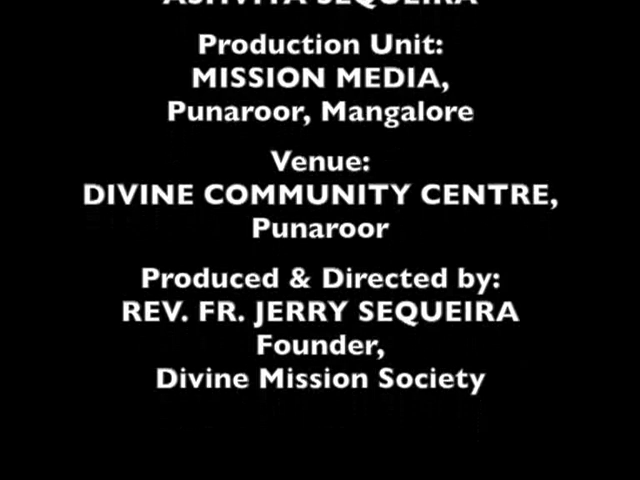 SEQUEIRA
Production Unit:
MISSION MEDIA,
Punaroor, Mangalore
Venue:
DIVINE COMMUNITY CENTRE,
Punaroor
Produced & Directed by:
REV. FR. JERRY SEQUEIRA
Founder,
Divine Mission Society